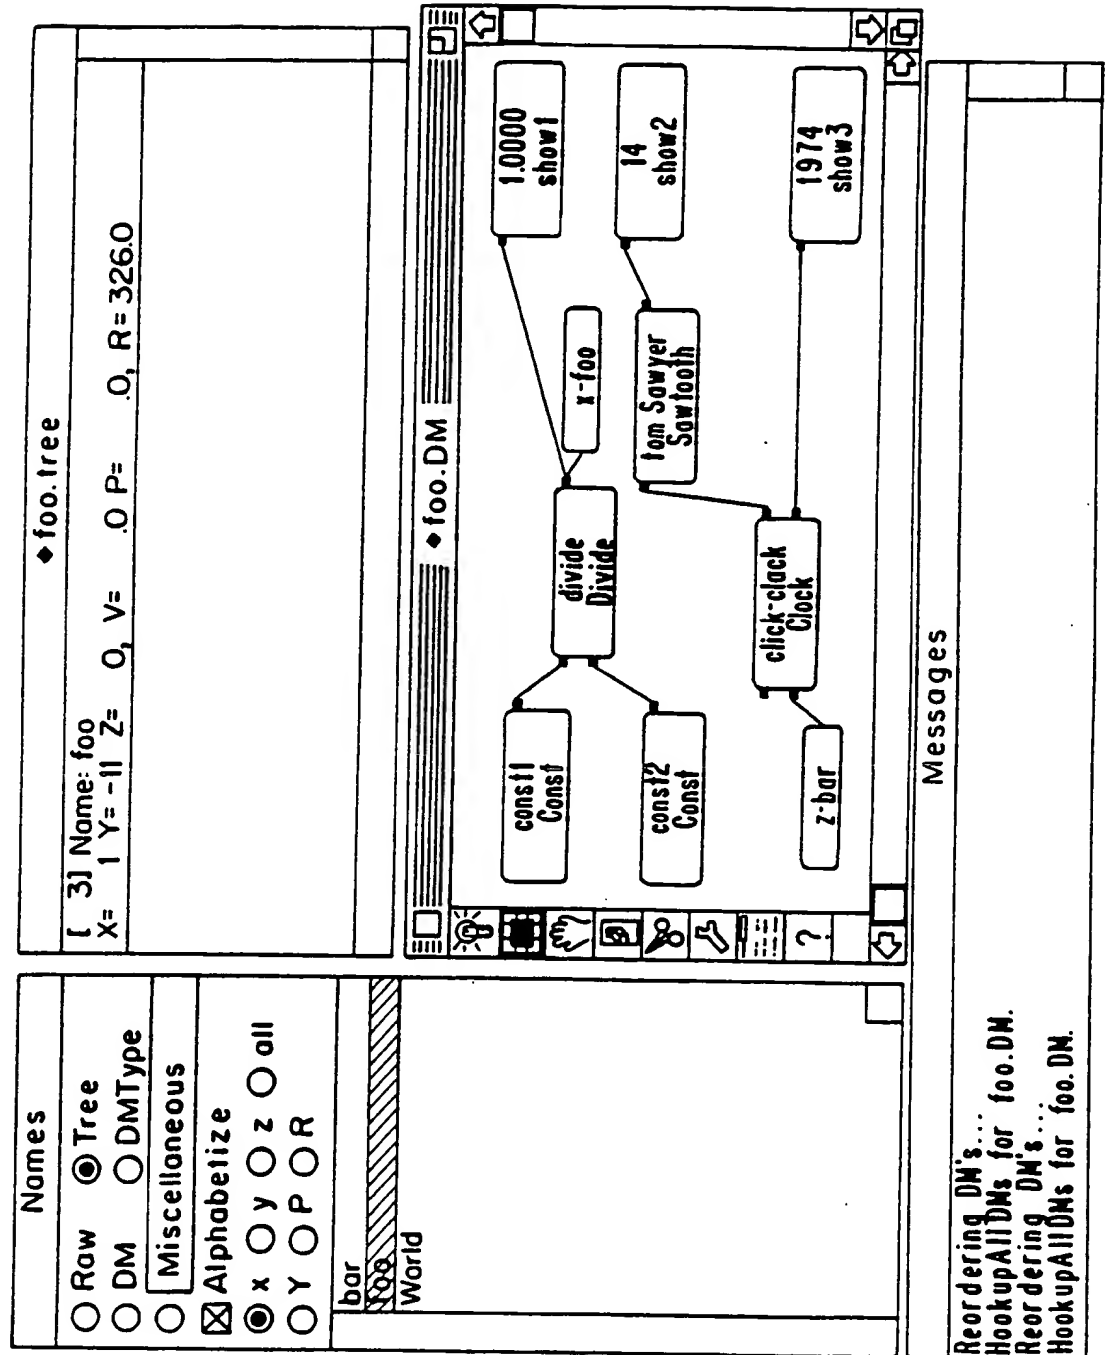 Names
Raw Tree
DM DMType
Miscellaneous
Alphabetize
x y z all
Y P R
bar
foo
World
◆foo.tree
[ 3] Name: foo
X= 1 Y= -11 Z= 0, V= .0 P= .0, R= 326.0
◆foo.DM
?
const1
Const
const2
Const
z-bar
divide
Divide
click-clack
Clock
x-foo
tom Sawyer
Sawtooth
1.0000
show1
14
show2
1974
show3
Messages
Reordering DM's...
HookupAllDMs for foo.DM.
Reordering DM's...
HookupAllDMs for foo.DM.